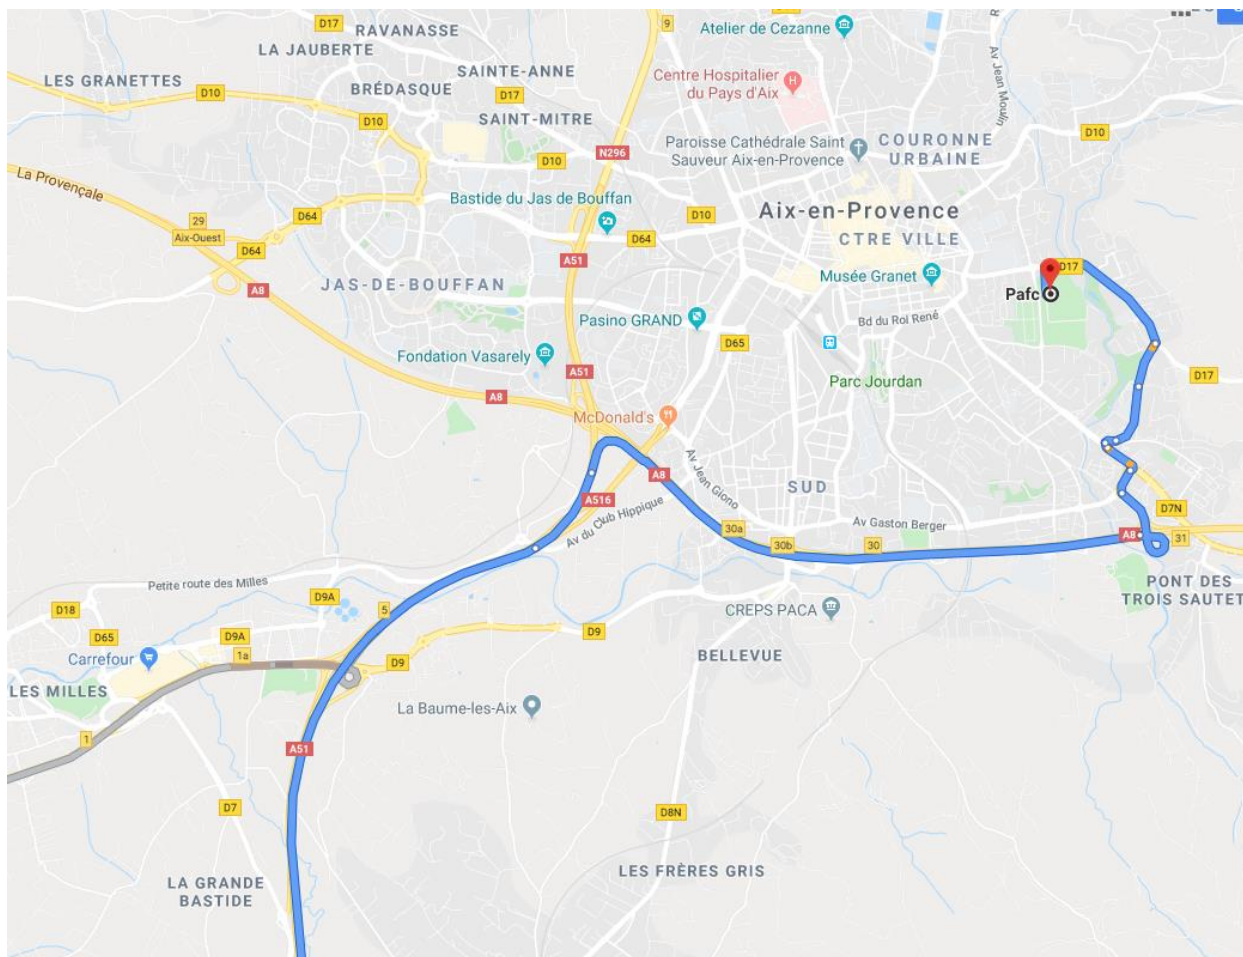 D17
RAVANASSE
LA JAUBERTE
9
Atelier de Cezanne
Av Jean Moulin
LES GRANETTES
D10
BRÉDASQUE
SAINTE-ANNE
D17
SAINT-MITRE
Centre Hospitalier
du Pays d'Aix
D10
D10
N296
D10
Paroisse Cathédrale Saint
Sauveur Aix-en-Provence
COURONNE
URBAINE
D10
La Provençale
29
Aix-Ouest
D64
D64
Bastide du Jas de Bouffan
D64
D10
Aix-en-Provence
CTRE VILLE
A51
A8
JAS-DE-BOUFFAN
Musée Granet
D17
Pafc
Pasino GRAND
Bd du Roi René
D65
Fondation Vasarely
A51
Parc Jourdan
D17
A8
McDonald's
Av Jean Giono
A8
SUD
A516
Av du Club Hippique
30a
30b
30
Av Gaston Berger
D7N
A8
31
Petite route des Milles
PONT DES
TROIS SAUTET
D18
D9A
5
D65
D9A
D9
CREPS PACA
Carrefour
1a
D9
BELLEVUE
LES MILLES
La Baume-les-Aix
1
A51
D7
D8N
LES FRÈRES GRIS
LA GRANDE
BASTIDE